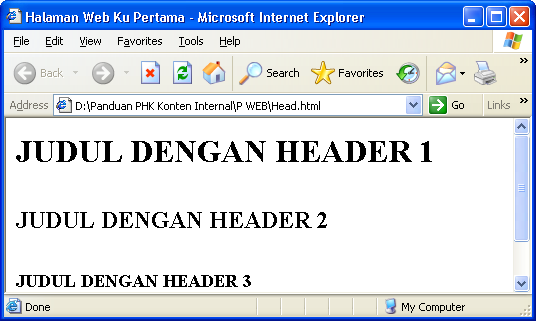 Halaman Web Ku Pertama - Microsoft Internet Explorer
File Edit View Favorites Tools Help
Back Search Favorites
Address D:\Panduan PHK Konten Internal\P WEB\Head.html Go Links
JUDUL DENGAN HEADER 1
JUDUL DENGAN HEADER 2
JUDUL DENGAN HEADER 3
Done My Computer